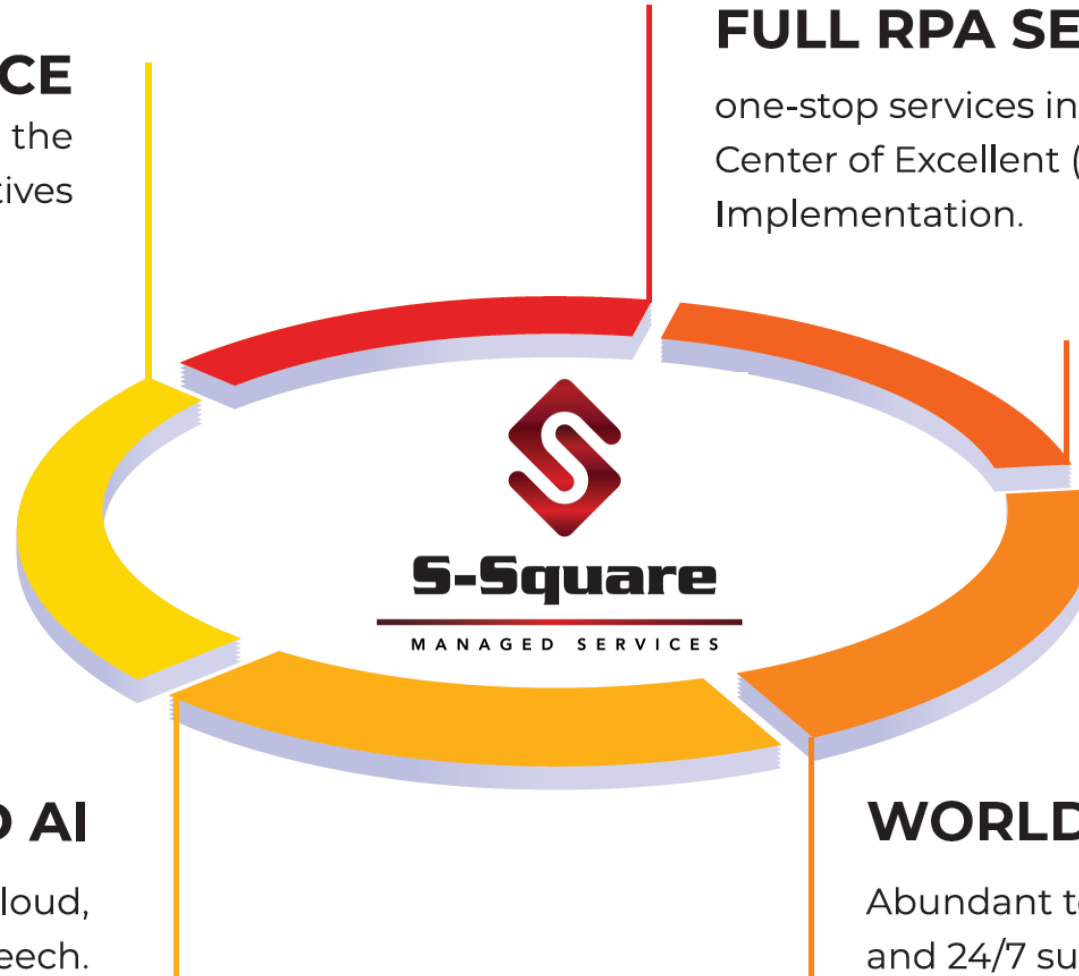 CE
the
tives
FULL RPA SE
one-stop services in
Center of Excellent (
Implementation.
S-Square
MANAGED SERVICES
AI
loud,
eech.
WORLD
Abundant te
and 24/7 su